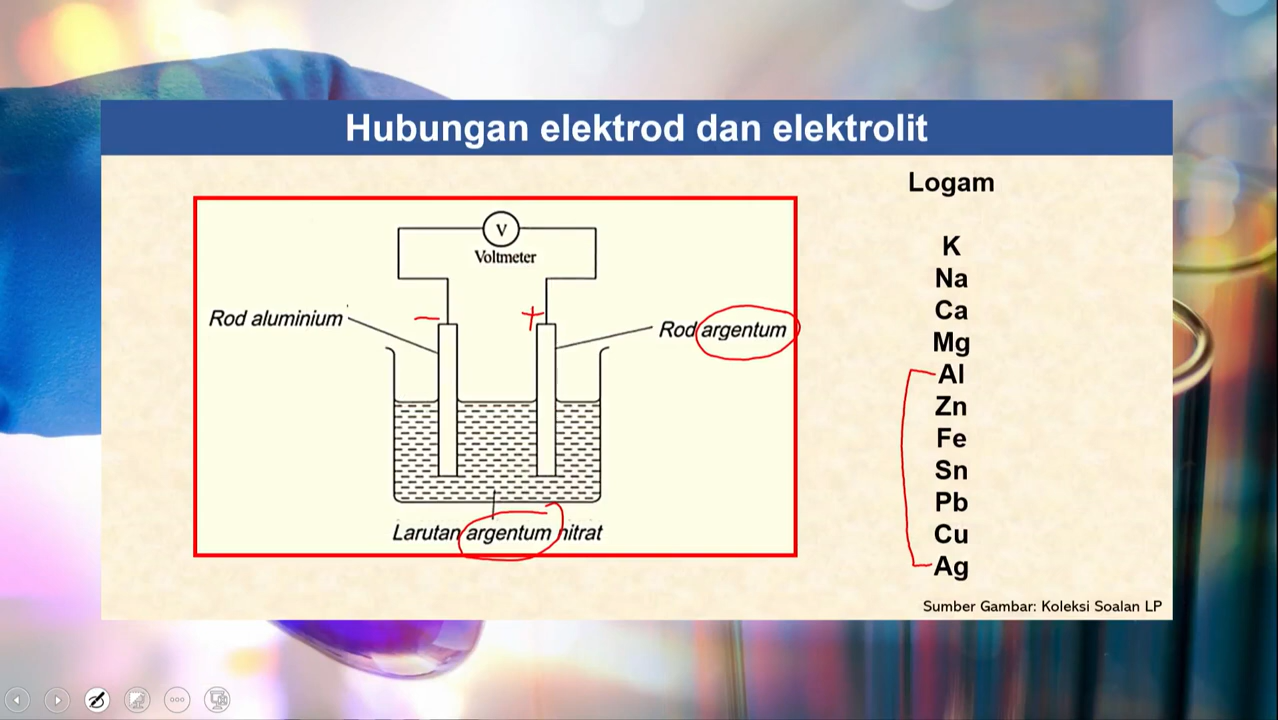 Hubungan elektrod dan elektrolit
V
Voltmeter
Rod aluminium
−
+
Rod argentum
Larutan argentum nitrat
Logam
K
Na
Ca
Mg
Al
Zn
Fe
Sn
Pb
Cu
Ag
Sumber Gambar: Koleksi Soalan LP